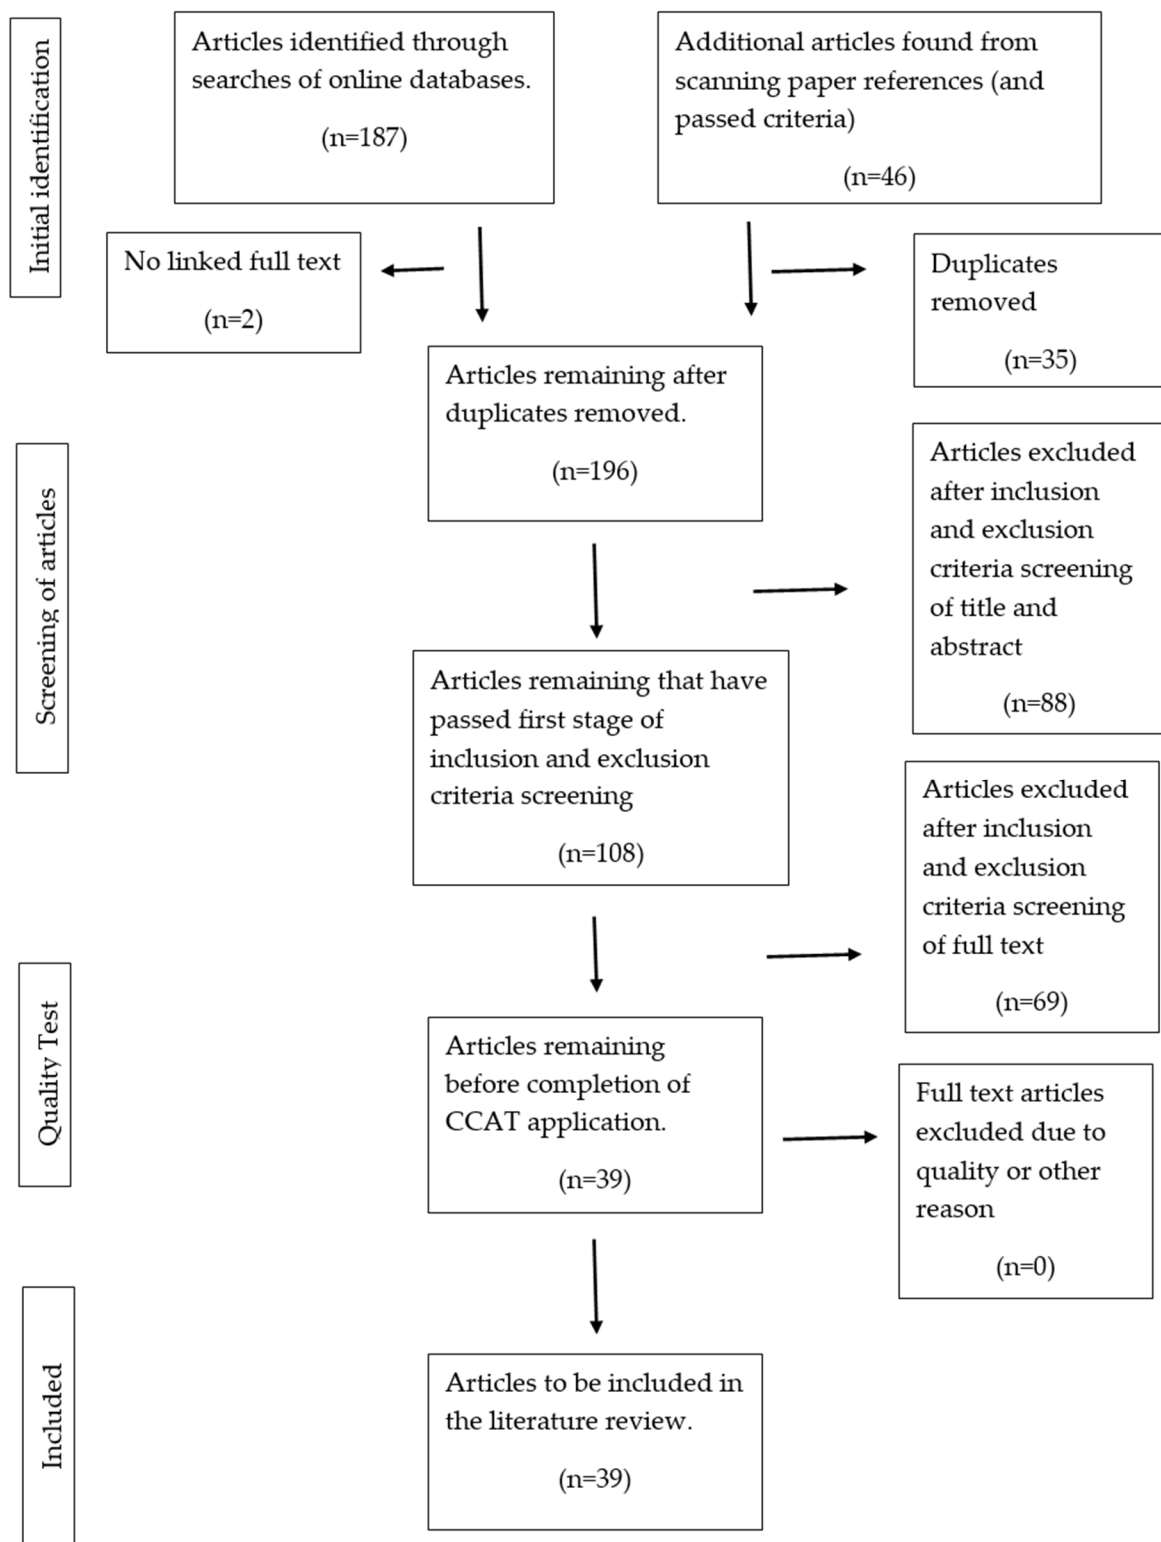 Initial identification
Articles identified through
searches of online databases.
(n=187)
Additional articles found from
scanning paper references (and
passed criteria)
(n=46)
No linked full text
(n=2)
Duplicates
removed
(n=35)
Articles remaining after
duplicates removed.
(n=196)
Screening of articles
Articles excluded
after inclusion
and exclusion
criteria screening
of title and
abstract
(n=88)
Articles remaining that have
passed first stage of
inclusion and exclusion
criteria screening
(n=108)
Articles excluded
after inclusion
and exclusion
criteria screening
of full text
(n=69)
Quality Test
Articles remaining
before completion of
CCAT application.
(n=39)
Full text articles
excluded due to
quality or other
reason
(n=0)
Included
Articles to be included in
the literature review.
(n=39)